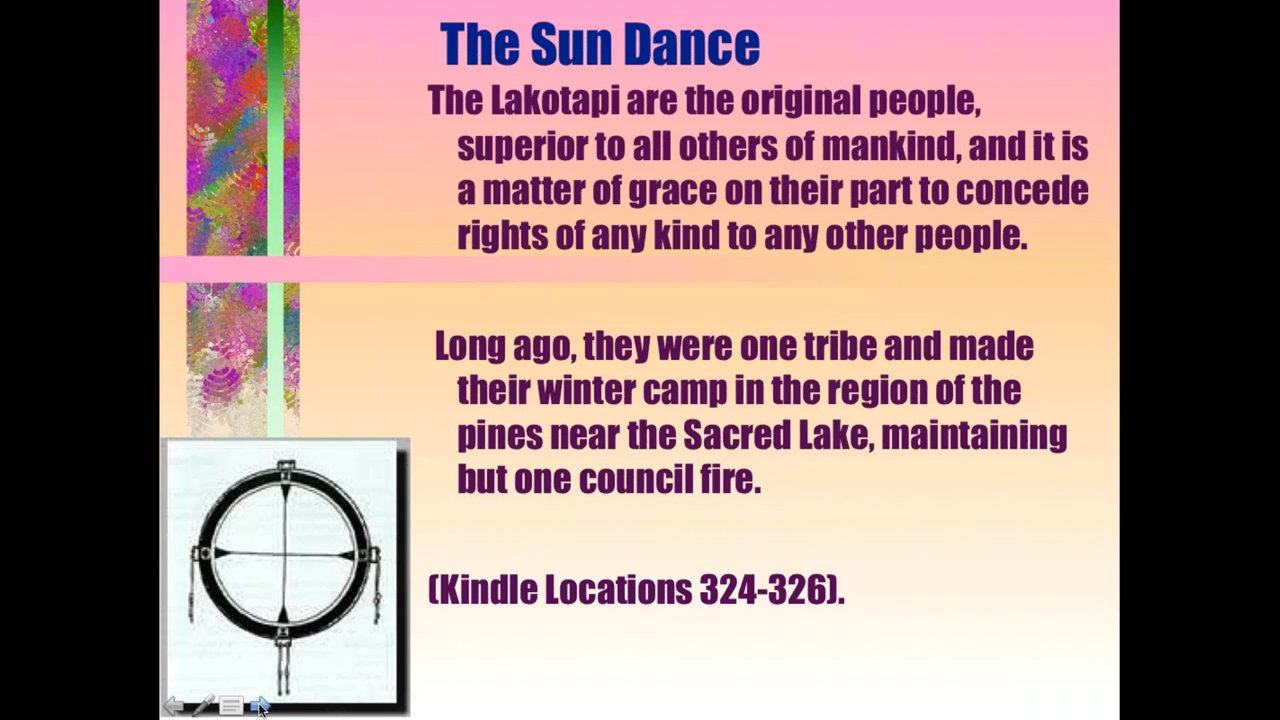 The Sun Dance
The Lakotapi are the original people,
superior to all others of mankind, and it is
a matter of grace on their part to concede
rights of any kind to any other people.
Long ago, they were one tribe and made
their winter camp in the region of the
pines near the Sacred Lake, maintaining
but one council fire.
(Kindle Locations 324-326).